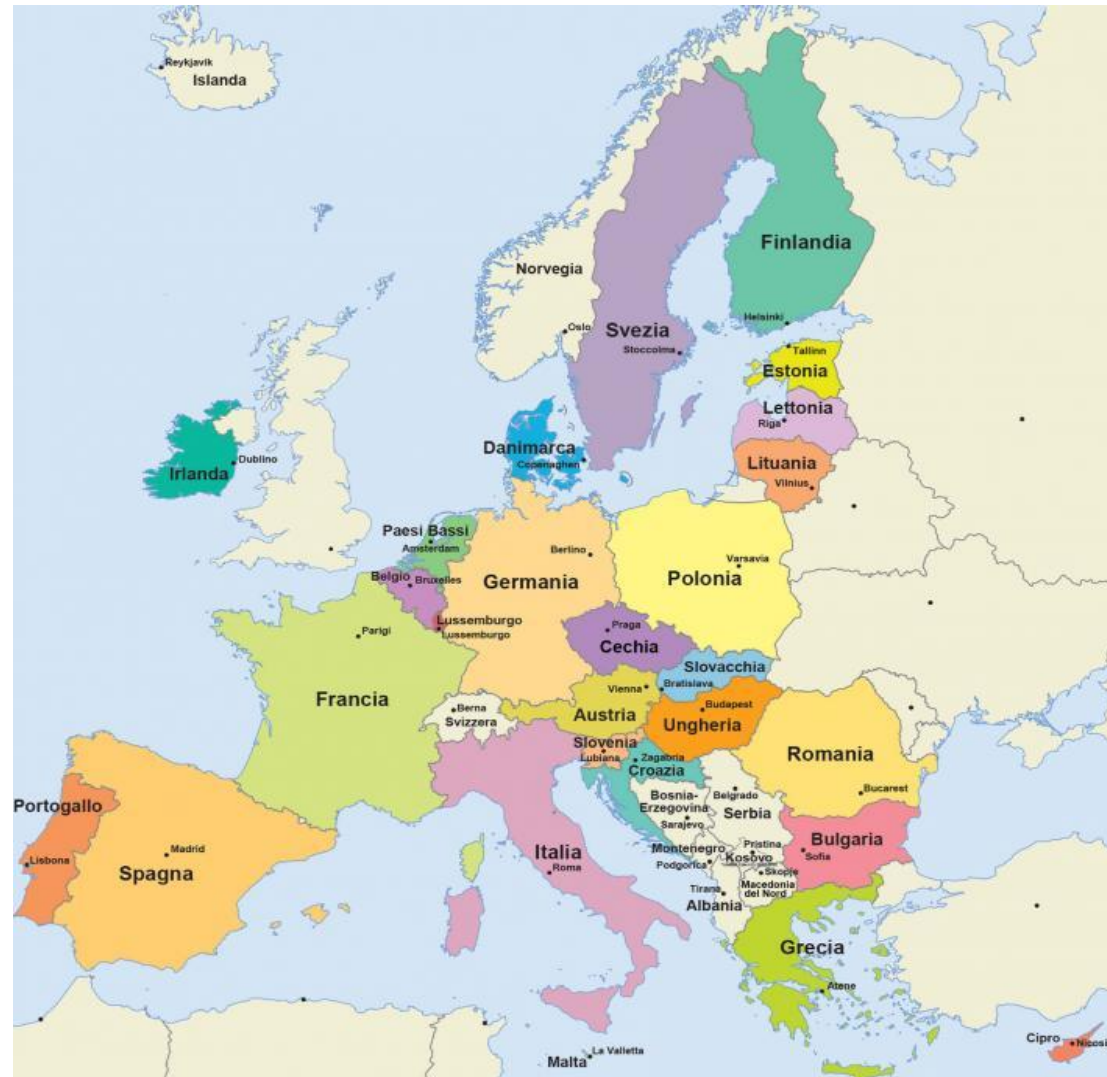 Reykjavik
Islanda
Finlandia
Norvegia
Helsinki
Oslo
Svezia
Stoccolma
Tallinn
Estonia
Lettonia
Riga
Danimarca
Copenaghen
Lituania
Vilnius
Dublino
Irlanda
Paesi Bassi
Amsterdam
Berlino
Varsavia
Belgio
Bruxelles
Germania
Polonia
Lussemburgo
Lussemburgo
Parigi
Praga
Cechia
Slovacchia
Francia
Vienna
Bratislava
Berna
Svizzera
Austria
Budapest
Ungheria
Slovenia
Lubiana
Zagabria
Croazia
Romania
Bucarest
Bosnia-
Erzegovina
Sarajevo
Belgrado
Serbia
Portogallo
Lisbona
Madrid
Spagna
Italia
Roma
Montenegro
Podgorica
Pristina
Kosovo
Bulgaria
Sofia
Skopje
Macedonia
del Nord
Tirana
Albania
Grecia
Atene
Malta
La Valletta
Cipro
Nicosi